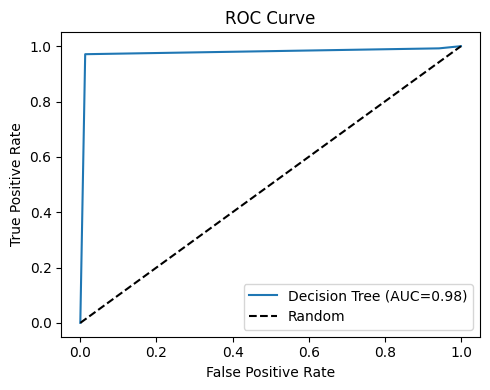 ROC Curve
True Positive Rate
1.0
0.8
0.6
0.4
0.2
0.0
Decision Tree (AUC=0.98)
Random
0.0 0.2 0.4 0.6 0.8 1.0
False Positive Rate